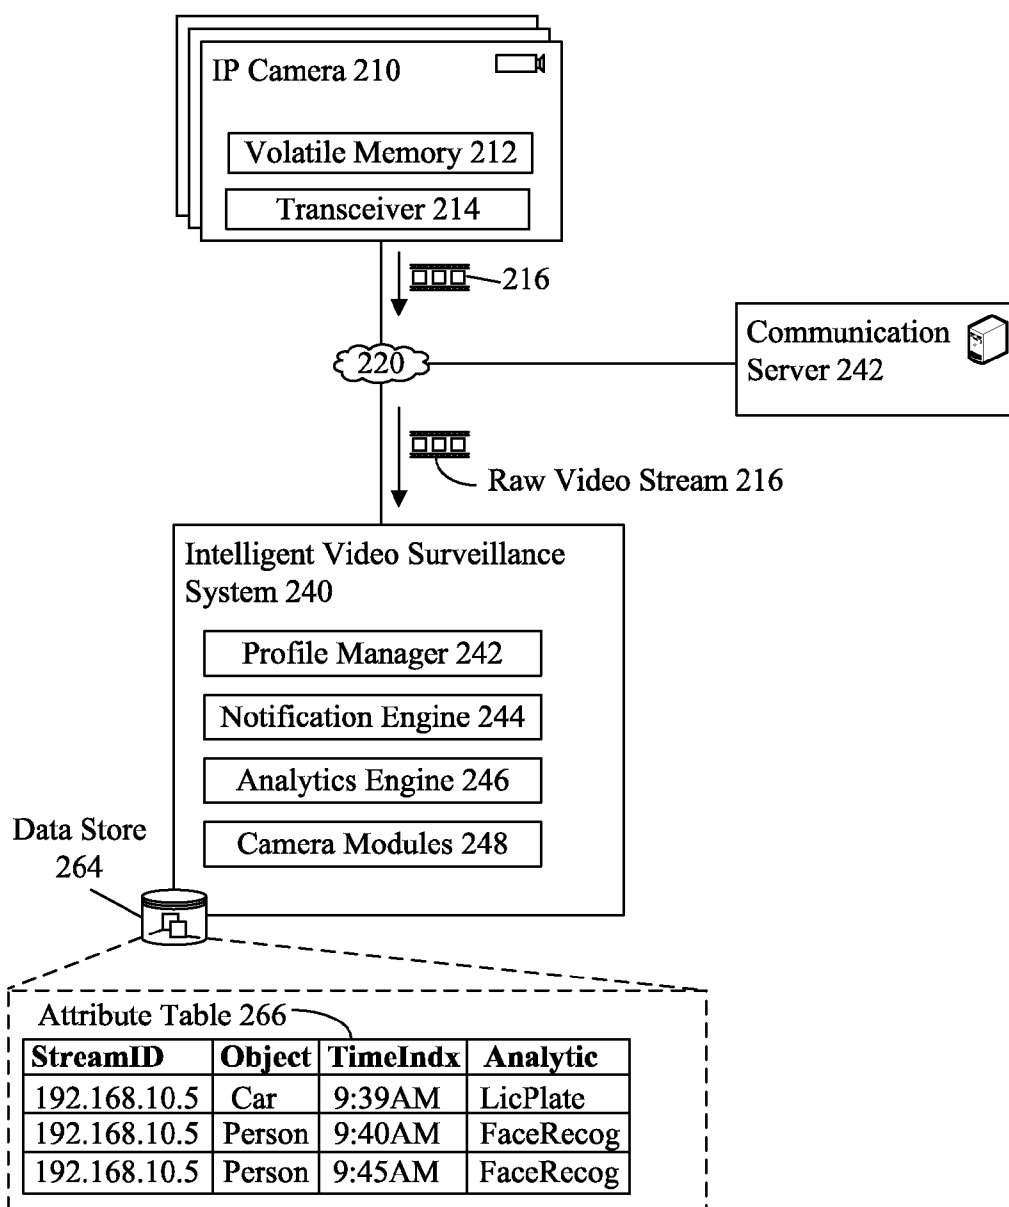 IP Camera 210
Volatile Memory 212
Transceiver 214
216
220
Communication
Server 242
Raw Video Stream 216
Intelligent Video Surveillance
System 240
Profile Manager 242
Notification Engine 244
Analytics Engine 246
Camera Modules 248
Data Store
264
Attribute Table 266
StreamID Object TimeIndx Analytic
192.168.10.5 Car 9:39AM LicPlate
192.168.10.5 Person 9:40AM FaceRecog
192.168.10.5 Person 9:45AM FaceRecog